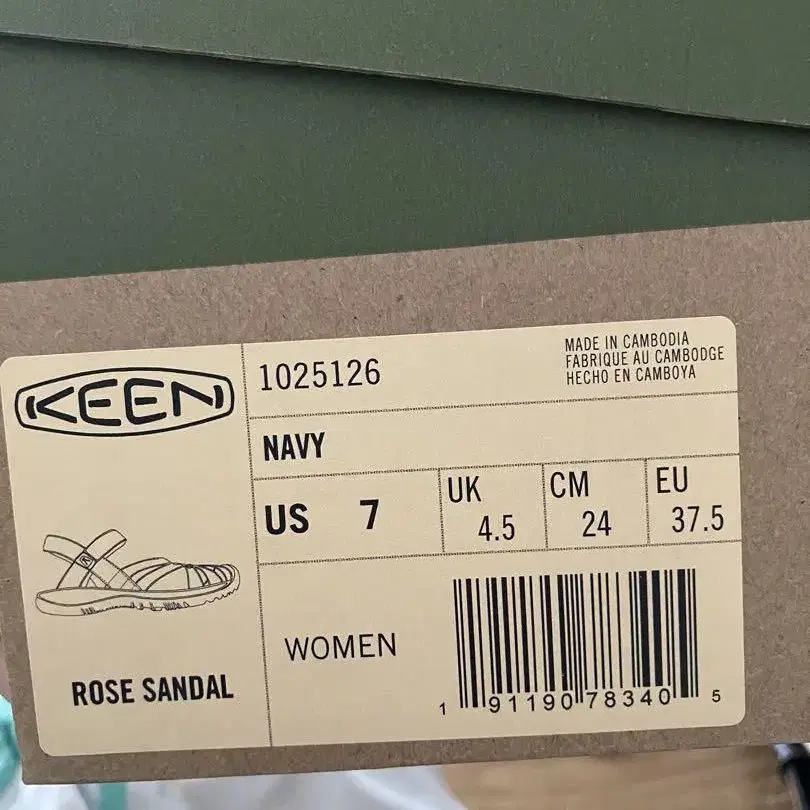 KEEN
1025126
MADE IN CAMBODIA
FABRIQUE AU CAMBODGE
HECHO EN CAMBOYA
NAVY
US 7
UK 4.5
CM 24
EU 37.5
WOMEN
ROSE SANDAL
1 91190 78340 5